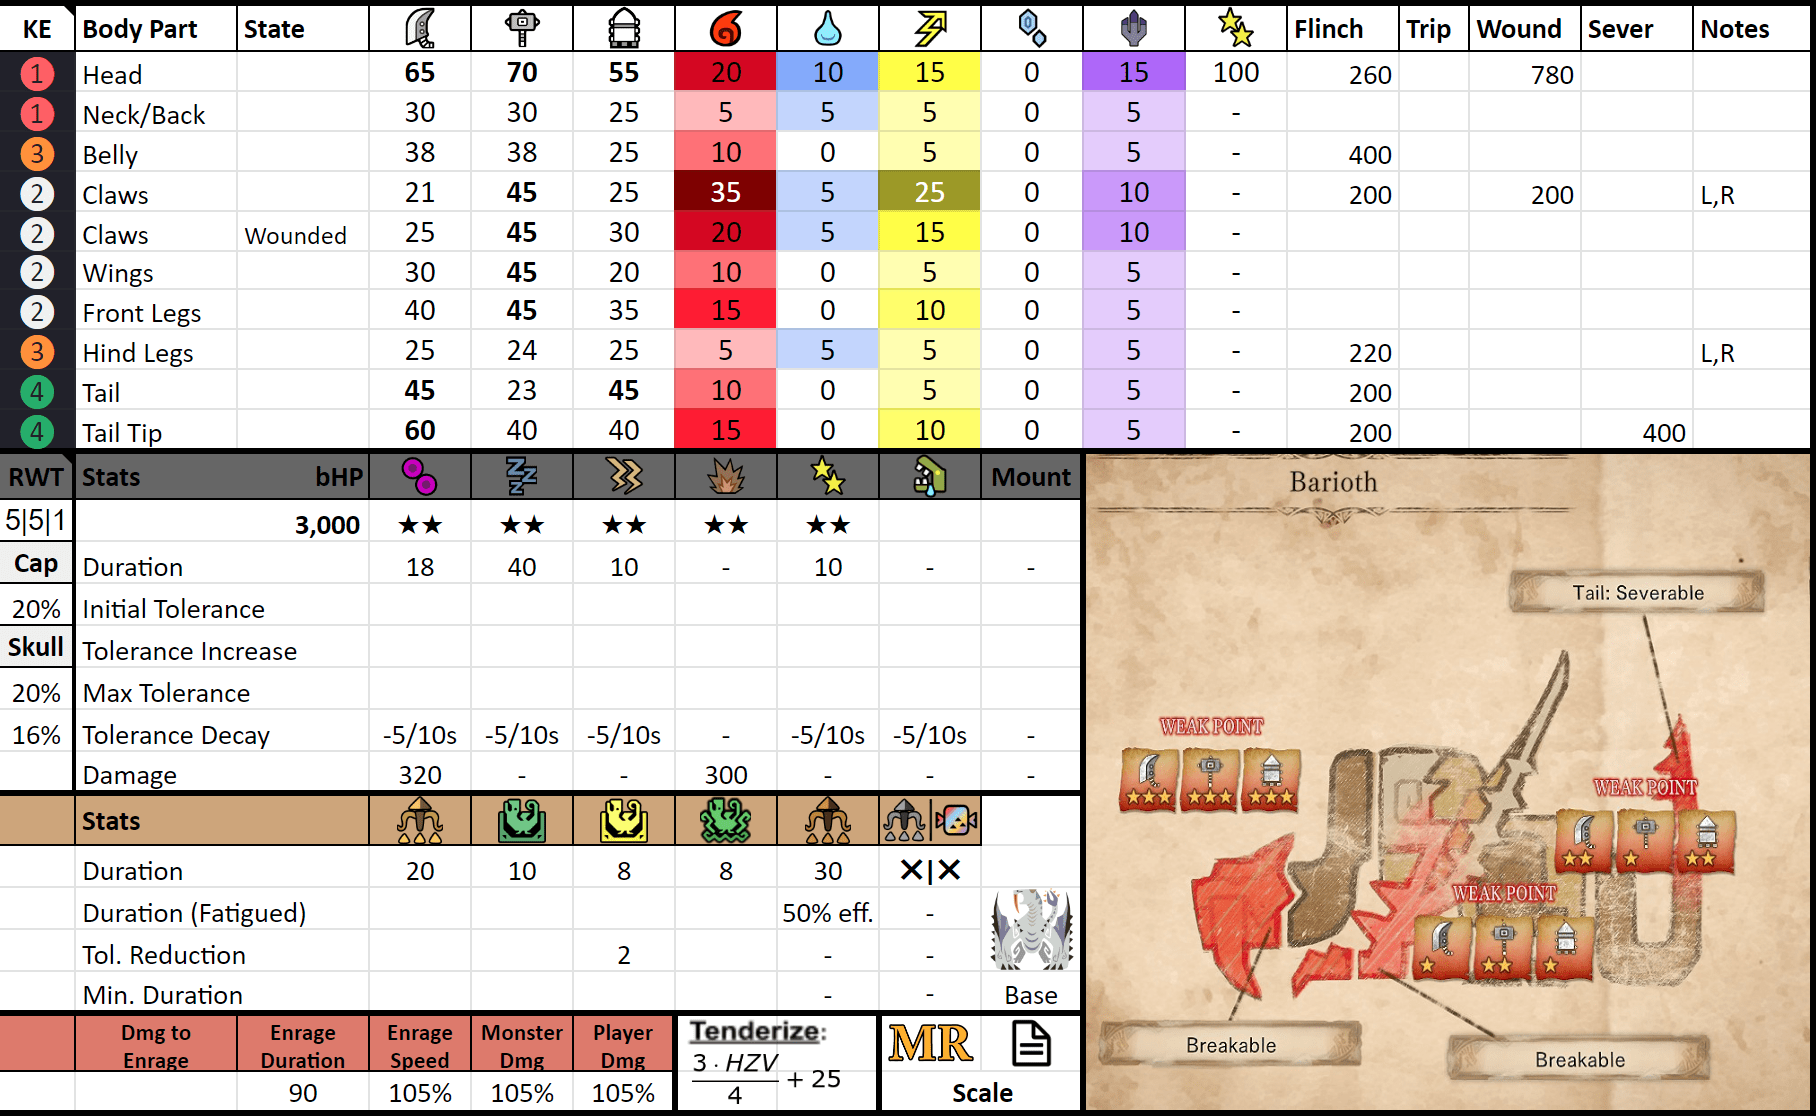 KE Body Part State Flinch Trip Wound Sever Notes
1 Head 65 70 55 20 10 15 0 15 100 260 780
1 Neck/Back 30 30 25 5 5 5 0 5 -
3 Belly 38 38 25 10 0 5 0 5 - 400
2 Claws 21 45 25 35 5 25 0 10 - 200 200 L,R
2 Claws Wounded 25 45 30 20 5 15 0 10 -
2 Wings 30 45 20 10 0 5 0 5 -
2 Front Legs 40 45 35 15 0 10 0 5 -
3 Hind Legs 25 24 25 5 5 5 0 5 - 220 L,R
4 Tail 45 23 45 10 0 5 0 5 - 200
4 Tail Tip 60 40 40 15 0 10 0 5 - 200 400
RWT Stats bHP Mount
5|5|1 3,000 ★★ ★★ ★★ ★★ ★★
Cap Duration 18 40 10 - 10 - -
20% Initial Tolerance
Skull Tolerance Increase
20% Max Tolerance
16% Tolerance Decay -5/10s -5/10s -5/10s - -5/10s -5/10s -
Damage 320 - - 300 - - -
Stats
Duration 20 10 8 8 30 ✕|✕
Duration (Fatigued) 50% eff. -
Tol. Reduction 2 - -
Min. Duration - - Base
Dmg to Enrage Enrage Duration Enrage Speed Monster Dmg Player Dmg
90 105% 105% 105%
Tenderize:
3 · HZV
4
+ 25
MR
Scale
Barioth
Tail: Severable
WEAK POINT
WEAK POINT
WEAK POINT
Breakable
Breakable